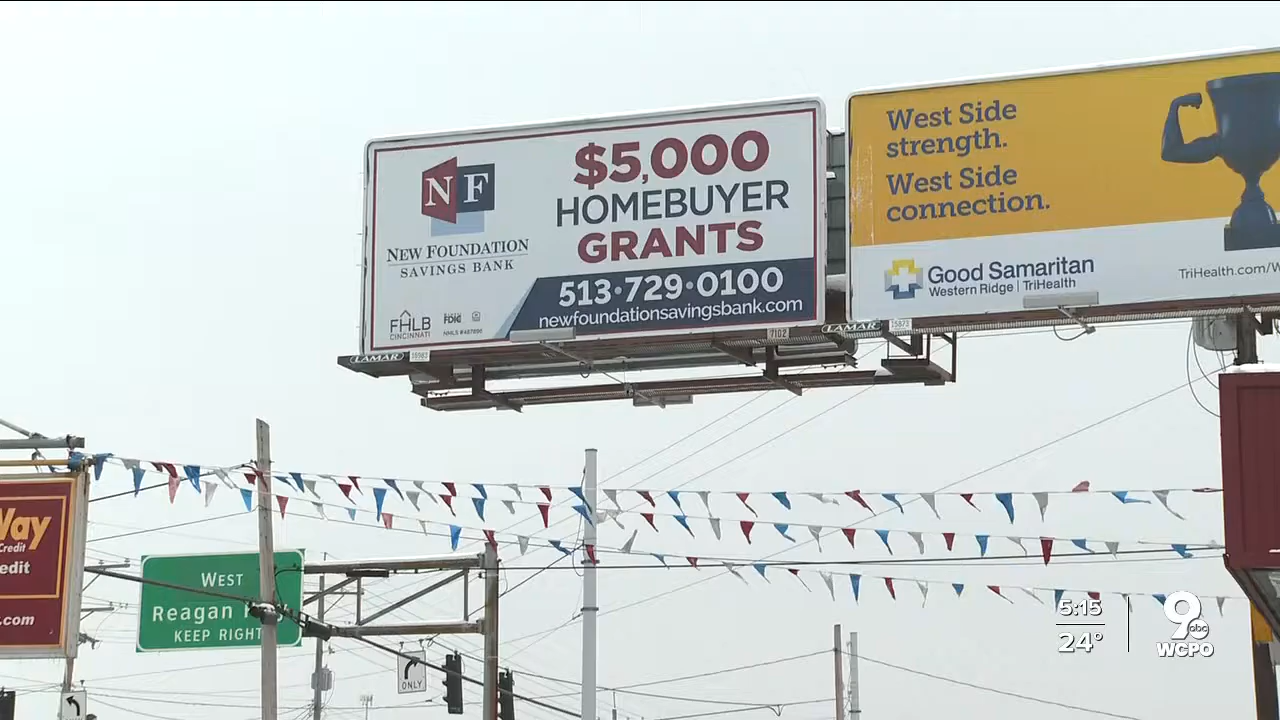 NF
NEW FOUNDATION
SAVINGS BANK
$5,000
HOMEBUYER
GRANTS
513•729•0100
newfoundationsavingsbank.com
FHLB
CINCINNATI
FDIC
LAMAR
7102
West Side
strength.
West Side
connection.
Good Samaritan
Western Ridge | TriHealth
TriHealth.com/W
LAMAR
15873
Way
Credit
edit
.com
WEST
Reagan
KEEP RIGHT
ONLY
5:15
24°
9
abc
WCPO